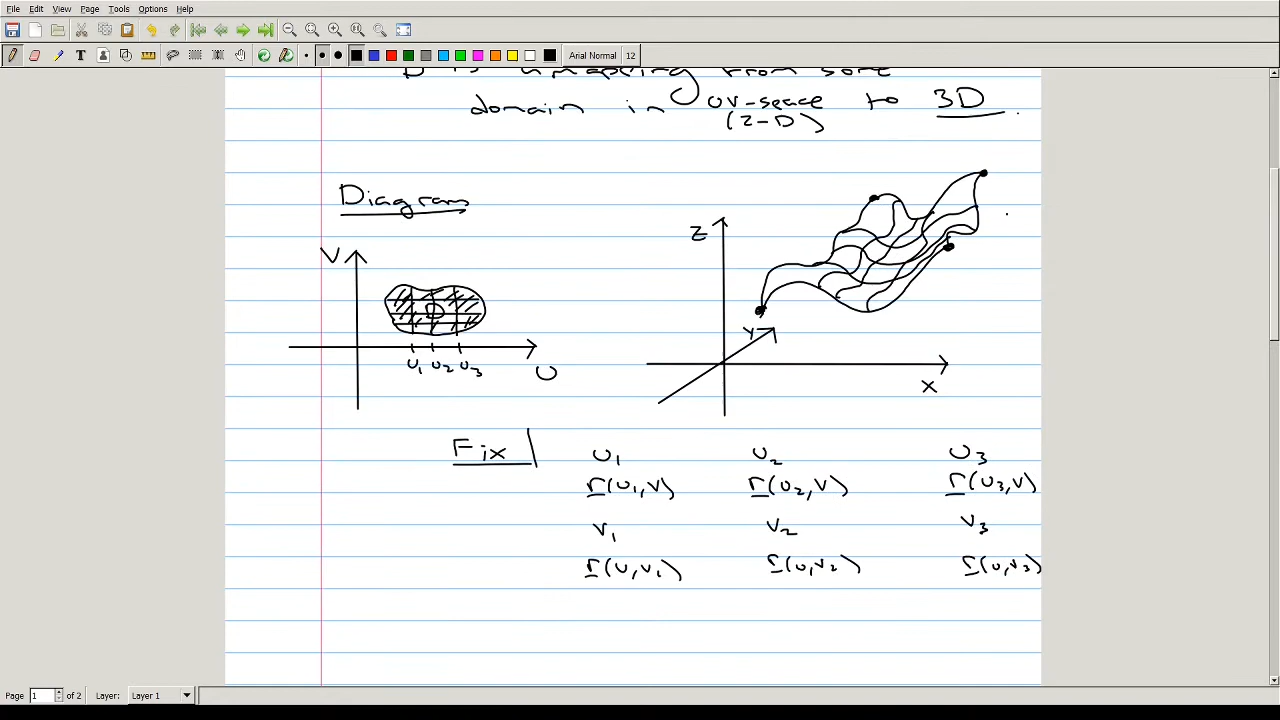 File Edit View Page Tools Options Help
Arial Normal 12
domain in uv-space to 3D
(2-D)
Diagram
V
D
u1 u2 u3
U
Z
Y
X
Fix
u1 u2 u3
r(u1,v) r(u2,v) r(u3,v)
v1 v2 v3
r(u,v1) r(u,v2) r(u,v3)
Page 1 of 2 Layer: Layer 1